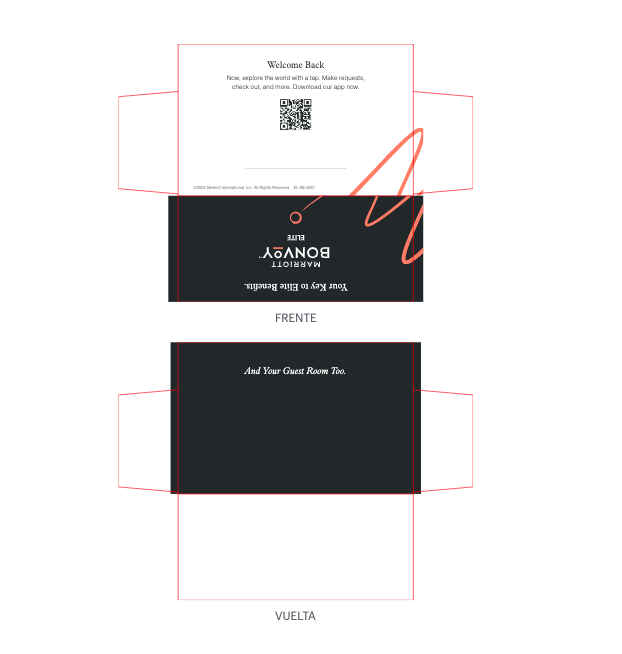 Welcome Back
Now, explore the world with a tap. Make requests,
check out, and more. Download our app now.
©2020 Marriott International, Inc. All Rights Reserved.
ELITE
BONVOY
MARRIOTT
Your Key to Elite Benefits.
FRENTE
And Your Guest Room Too.
VUELTA